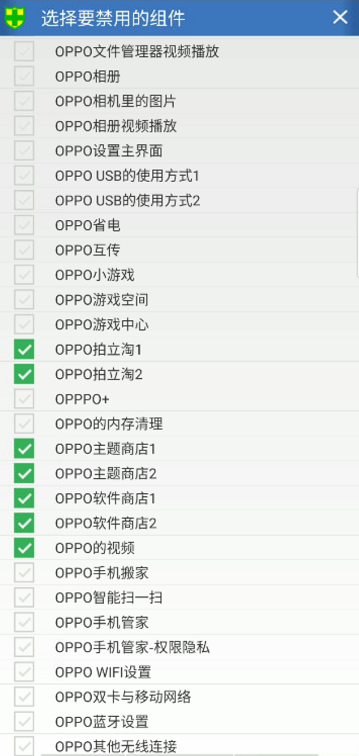 选择要禁用的组件
OPPO文件管理器视频播放
OPPO相册
OPPO相机里的图片
OPPO相册视频播放
OPPO设置主界面
OPPO USB的使用方式1
OPPO USB的使用方式2
OPPO省电
OPPO互传
OPPO小游戏
OPPO游戏空间
OPPO游戏中心
OPPO拍立淘1
OPPO拍立淘2
OPPPO+
OPPO的内存清理
OPPO主题商店1
OPPO主题商店2
OPPO软件商店1
OPPO软件商店2
OPPO的视频
OPPO手机搬家
OPPO智能扫一扫
OPPO手机管家
OPPO手机管家-权限隐私
OPPO WIFI设置
OPPO双卡与移动网络
OPPO蓝牙设置
OPPO其他无线连接